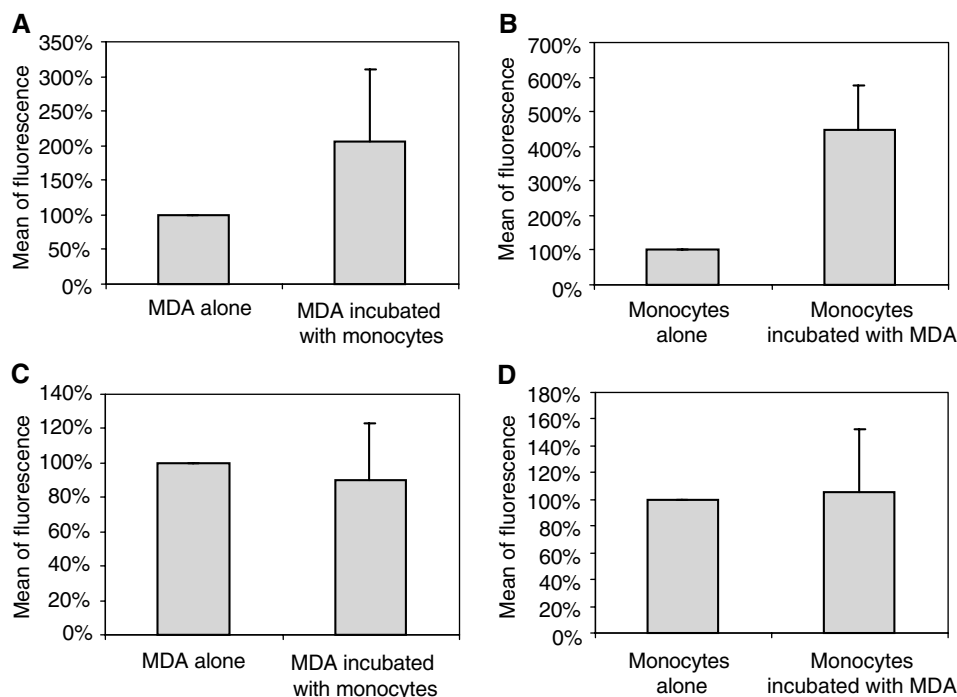 A
Mean of fluorescence
350%
300%
250%
200%
150%
100%
50%
0%
MDA alone
MDA incubated
with monocytes
B
Mean of fluorescence
700%
600%
500%
400%
300%
200%
100%
0%
Monocytes
alone
Monocytes
incubated with MDA
C
Mean of fluorescence
140%
120%
100%
80%
60%
40%
20%
0%
MDA alone
MDA incubated
with monocytes
D
Mean of fluorescence
180%
160%
140%
120%
100%
80%
60%
40%
20%
0%
Monocytes
alone
Monocytes
incubated with MDA